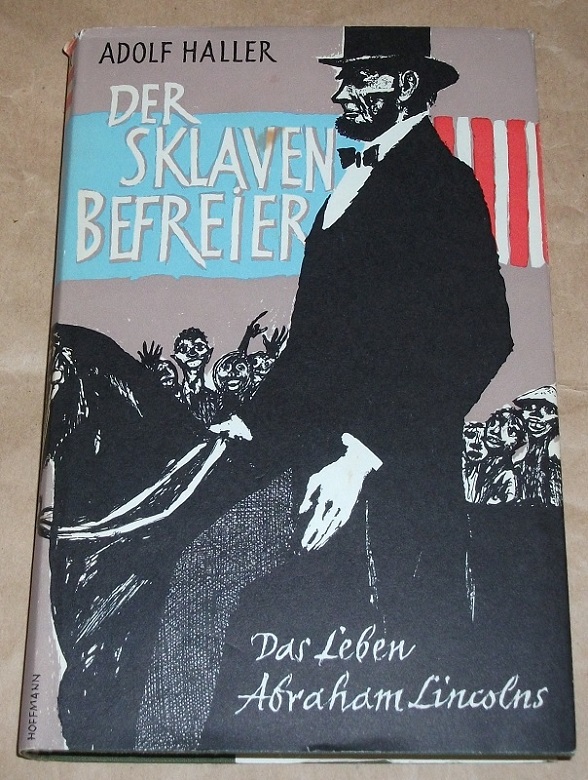 ADOLF HALLER
DER
SKLAVEN
BEFREIER
Das Leben
Abraham Lincolns
HOFFMANN